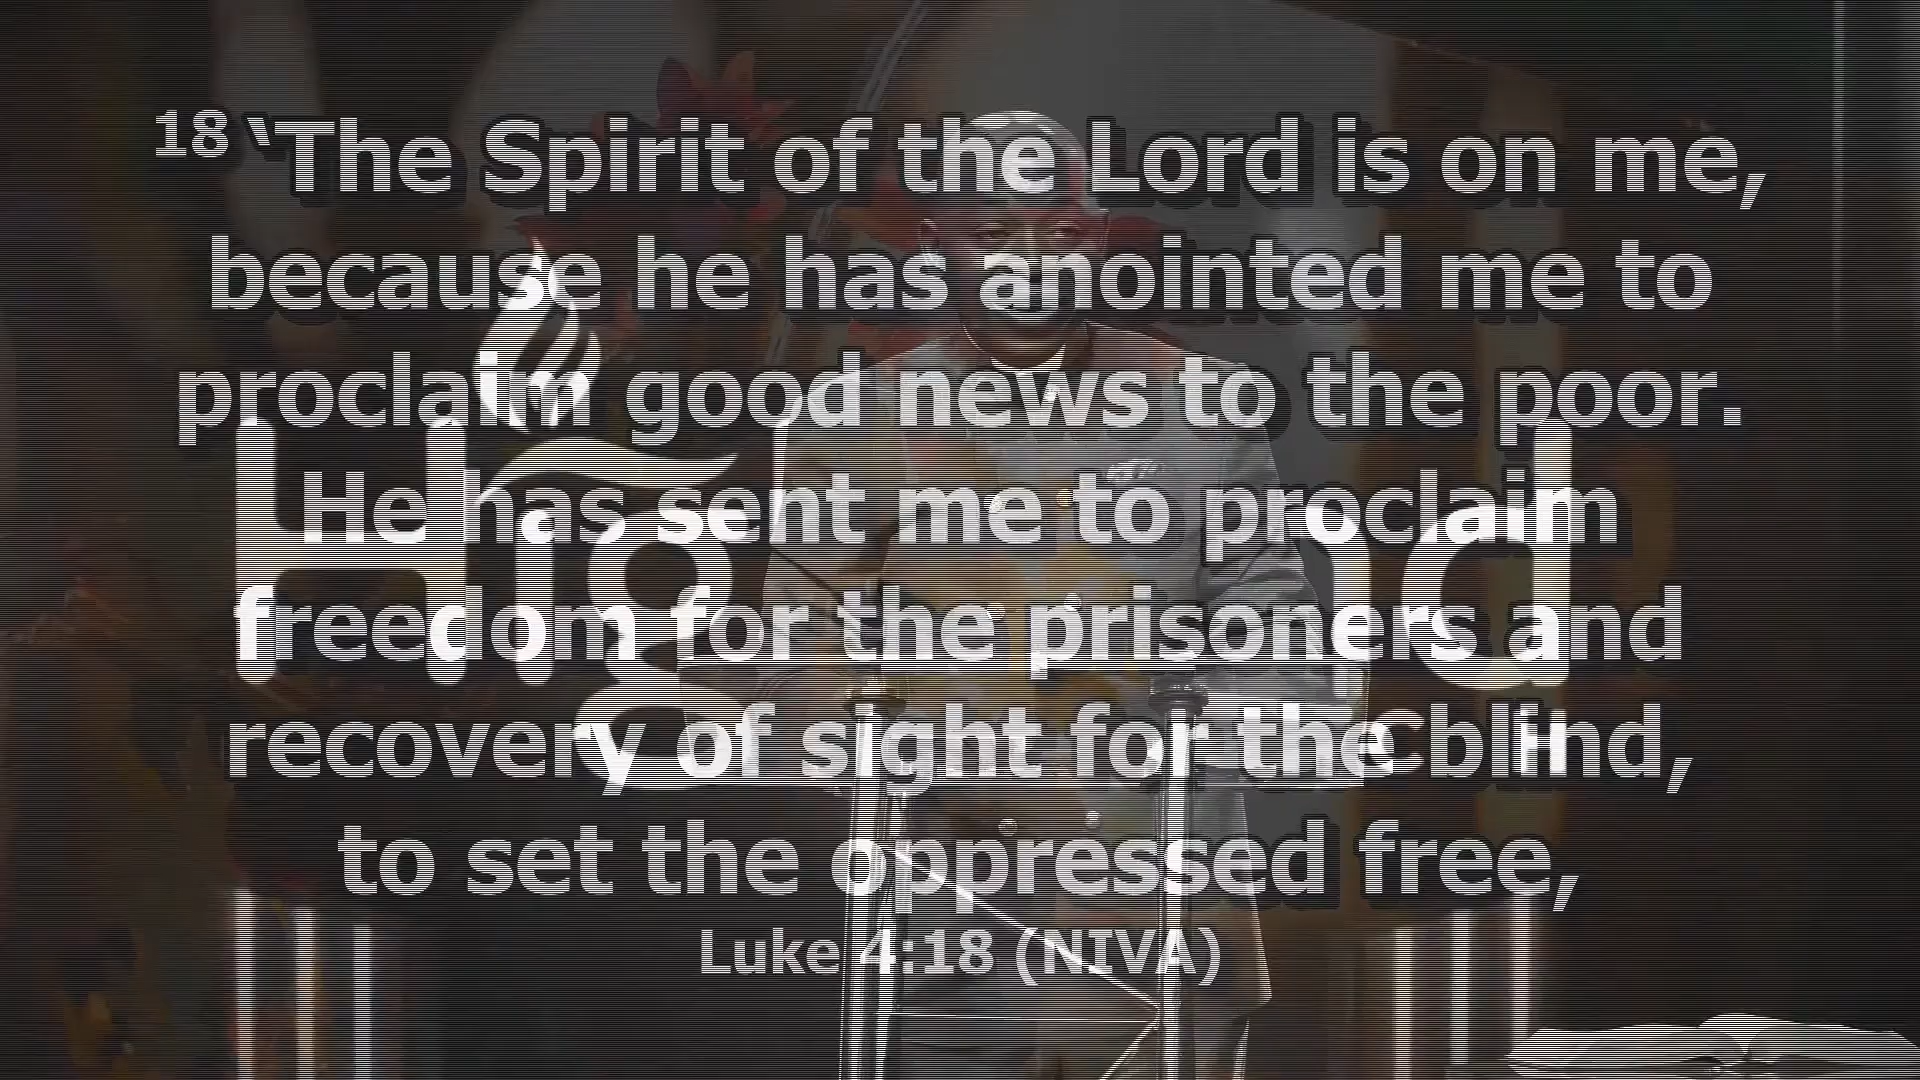 18 ‘The Spirit of the Lord is on me,
because he has anointed me to
proclaim good news to the poor.
He has sent me to proclaim
freedom for the prisoners and
recovery of sight for the blind,
to set the oppressed free,
Luke 4:18 (NIVA)